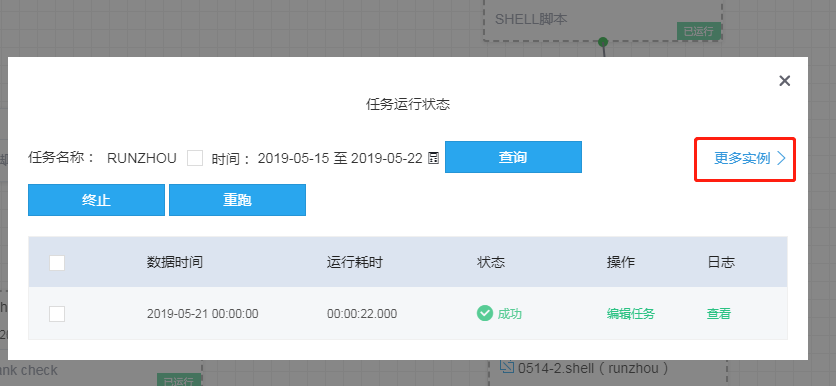 SHELL脚本
已运行
任务运行状态
任务名称： RUNZHOU 时间： 2019-05-15 至 2019-05-22 查询 更多实例
终止 重跑
数据时间 运行耗时 状态 操作 日志
2019-05-21 00:00:00 00:00:22.000 成功 编辑任务 查看
0514-2.shell（runzhou）
ank check
已运行